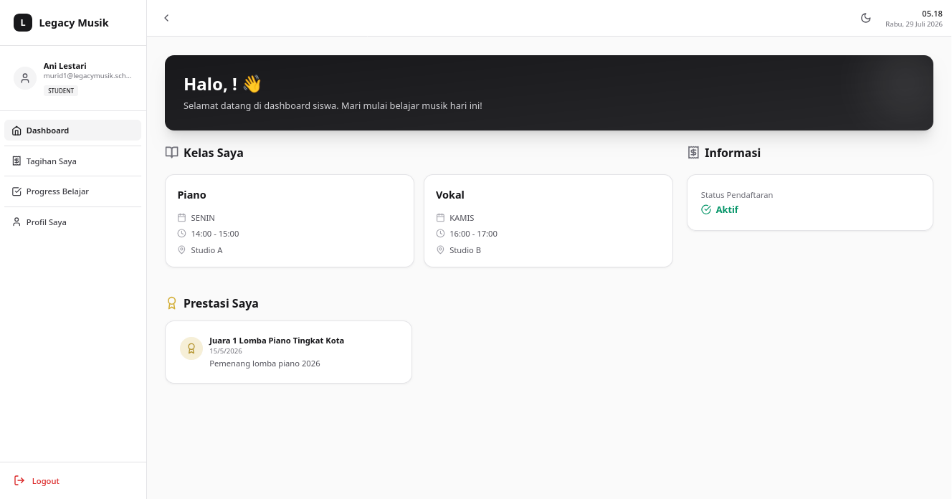 L Legacy Musik
Ani Lestari
murid1@legacymusik.sch...
STUDENT
Dashboard
Tagihan Saya
Progress Belajar
Profil Saya
Logout
05.18
Rabu, 29 Juli 2026
Halo, ! 👋
Selamat datang di dashboard siswa. Mari mulai belajar musik hari ini!
Kelas Saya
Piano
SENIN
14:00 - 15:00
Studio A
Vokal
KAMIS
16:00 - 17:00
Studio B
Informasi
Status Pendaftaran
Aktif
Prestasi Saya
Juara 1 Lomba Piano Tingkat Kota
15/5/2026
Pemenang lomba piano 2026